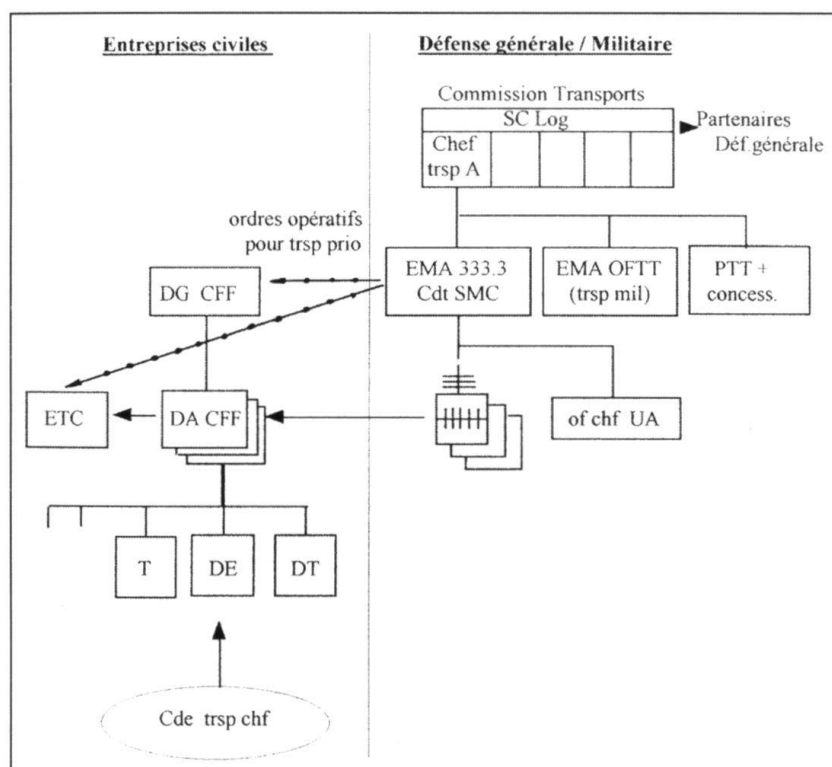 Entreprises civiles
Défense générale / Militaire
Commission Transports
SC Log
Partenaires
Déf.générale
Chef
trsp A
ordres opératifs
pour trsp prio
DG CFF
EMA 333.3
Cdt SMC
EMA OFTT
(trsp mil)
PTT +
concess.
ETC
DA CFF
of chf UA
T
DE
DT
Cde trsp chf